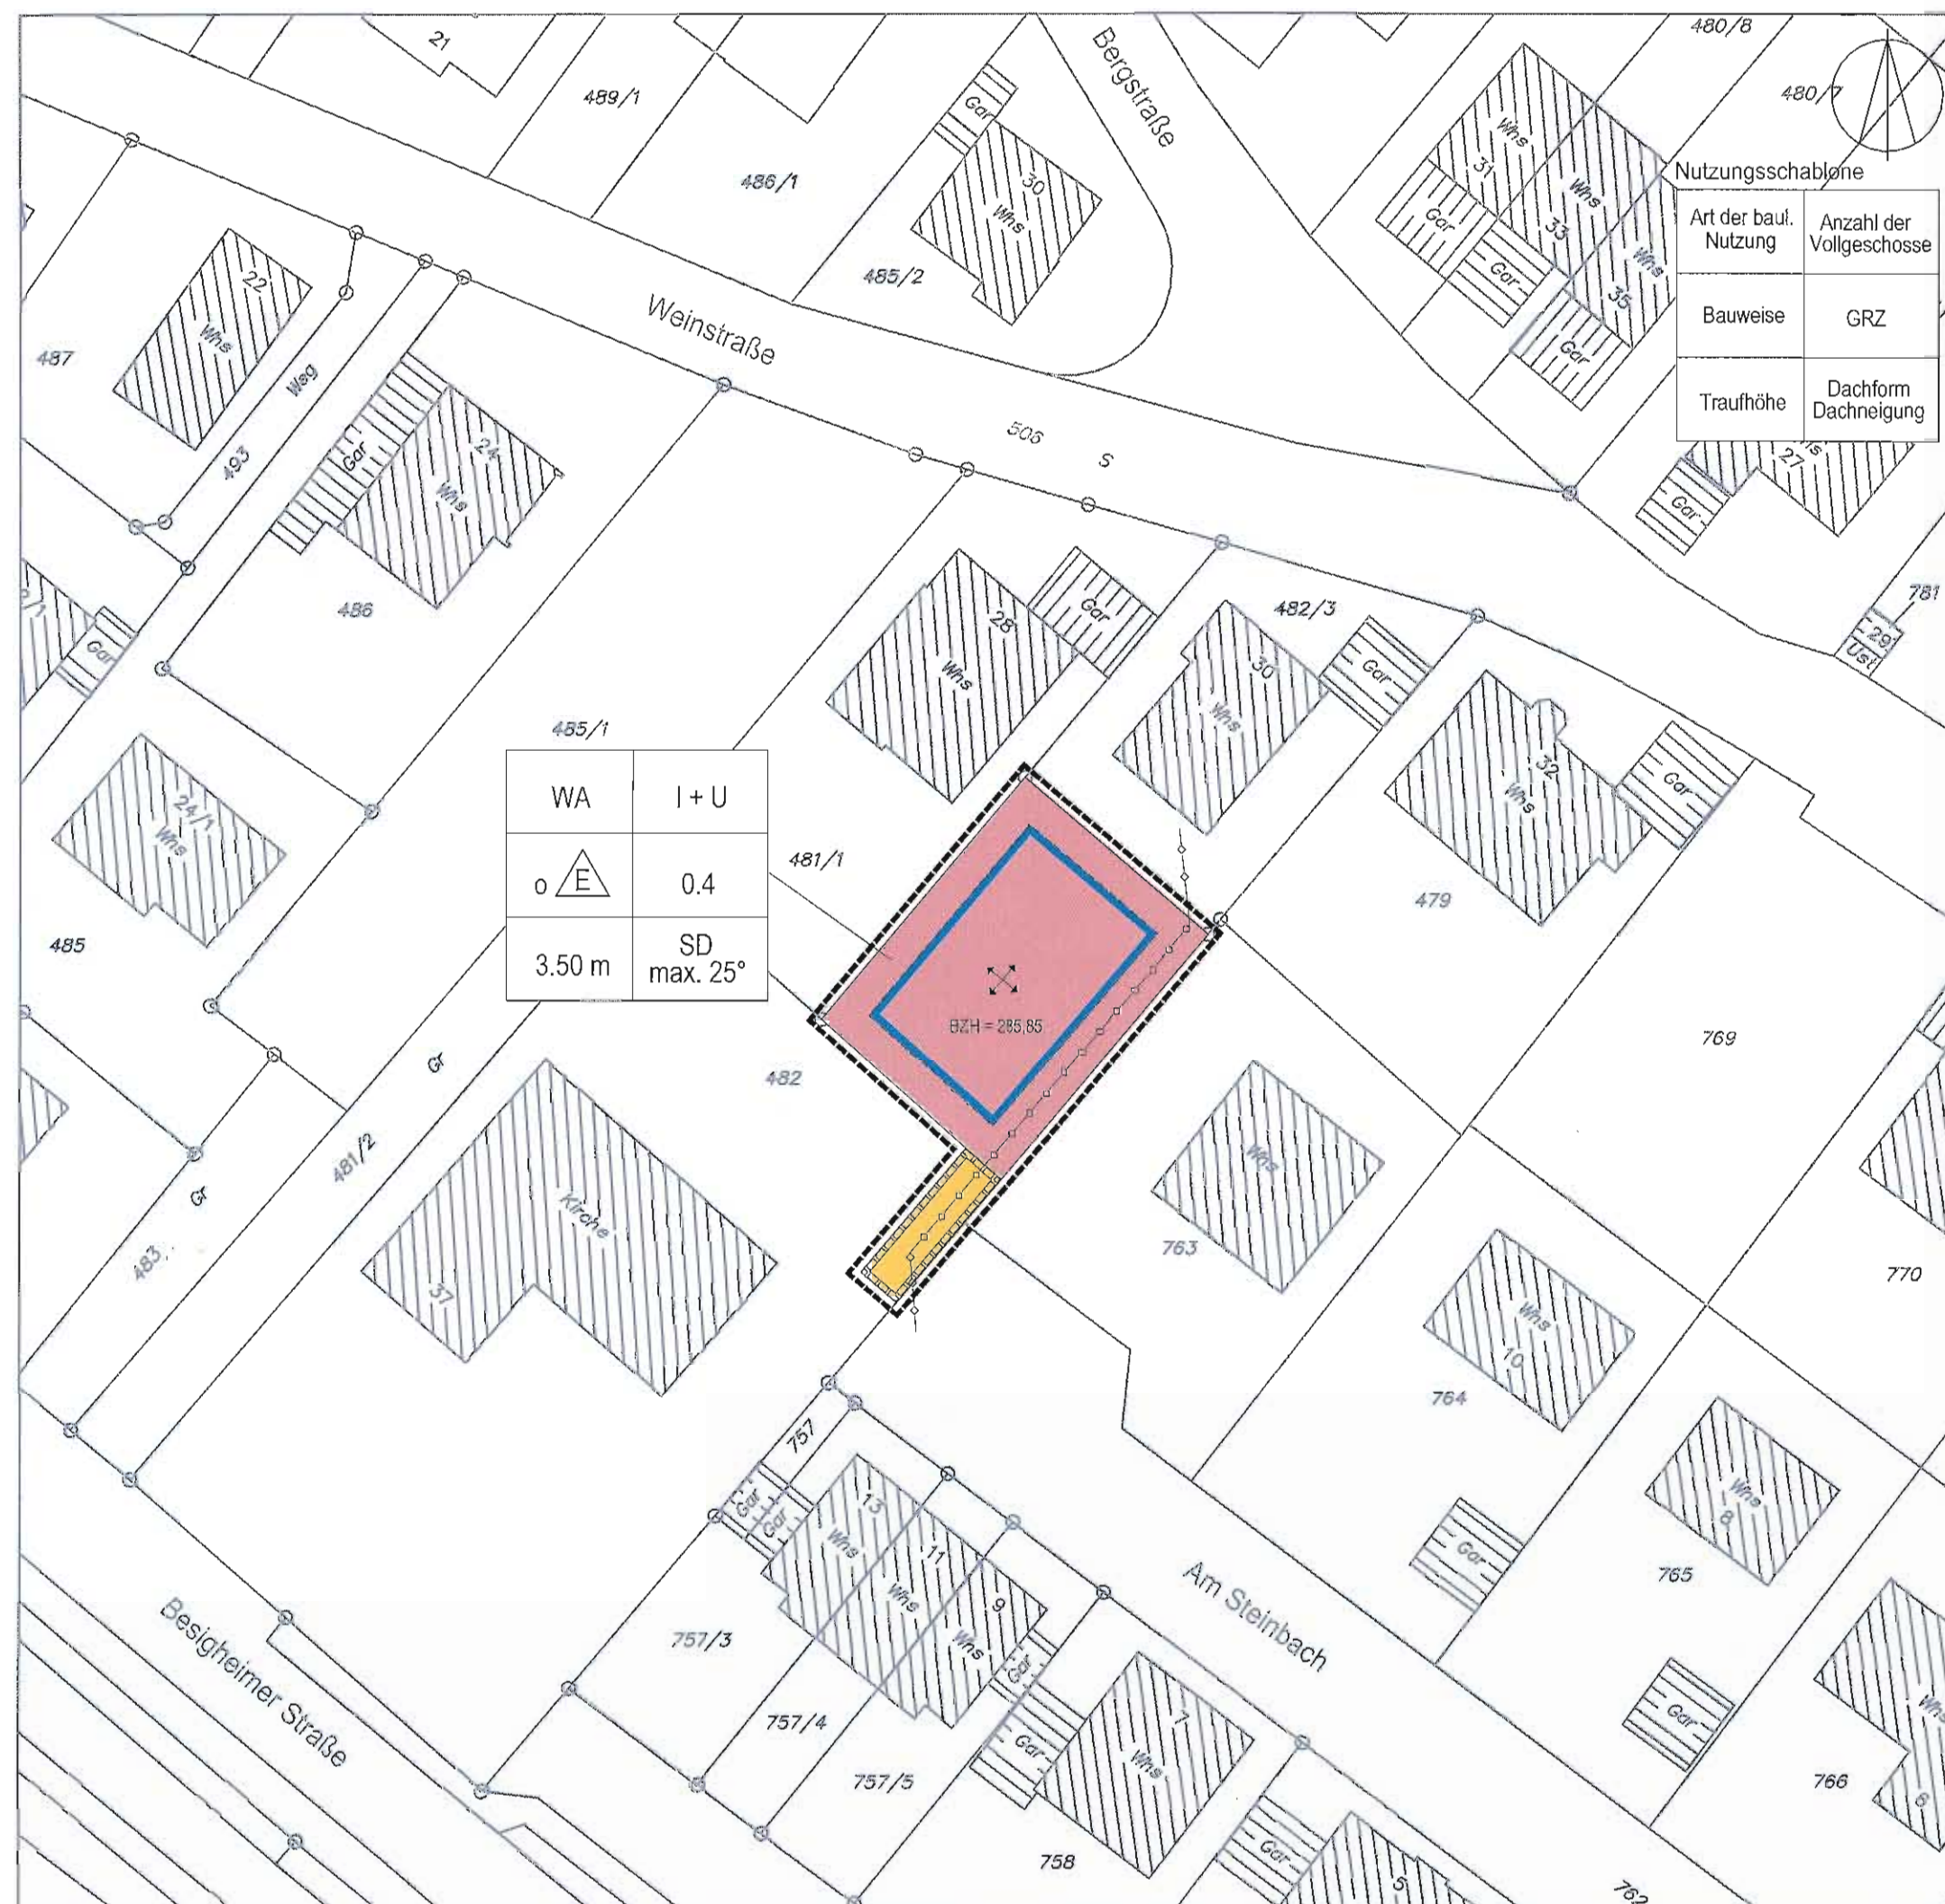 21
489/1
486/1
Gar
30
Whs
485/2
Bergstraße
480/8
480/7
Whs
31
Gar
Whs
33
Gar
Whs
35
Gar
Nutzungsschablone
Art der baul. Nutzung
Anzahl der Vollgeschosse
Bauweise
GRZ
Traufhöhe
Dachform Dachneigung
27
Gar
781
29
Ust
22
Whs
487
Weg
493
Gar
24
Whs
486
Weinstraße
506
S
Gar
28
Whs
Gar
482/3
30
Whs
Gar
32
Whs
Gar
479
485/1
24/1
Whs
485
WA
I + U
o E
0.4
3.50 m
SD
max. 25°
481/1
BZH = 285,85
482
769
Gr
481/2
Gr
483
Kirche
37
Whs
763
770
Whs
10
764
757
Gar
Gar
13
Whs
11
Whs
9
Whs
Gar
Gar
Whs
8
765
Am Steinbach
Besigheimer Straße
757/3
757/4
757/5
Gar
7
Whs
758
Gar
5
Gar
766
Whs
6
762